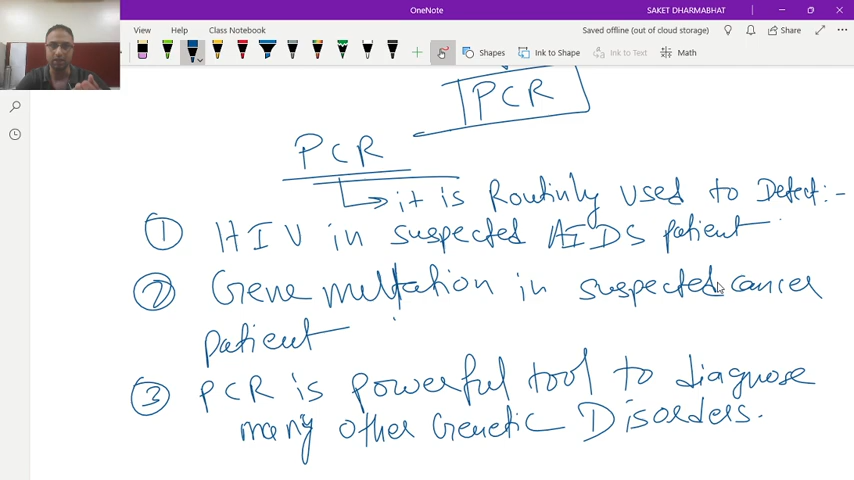 OneNote
SAKET DHARMABHAT
View Help Class Notebook
Saved offline (out of cloud storage)
Share
Shapes
Ink to Shape
Ink to Text
Math
PCR
PCR
it is Routinly used to Detect:-
① HIV in suspected AIDS patient
② Gene mutation in suspected cancer
patient
③ PCR is powerful tool to diagnose
many other Genetic Disorders.